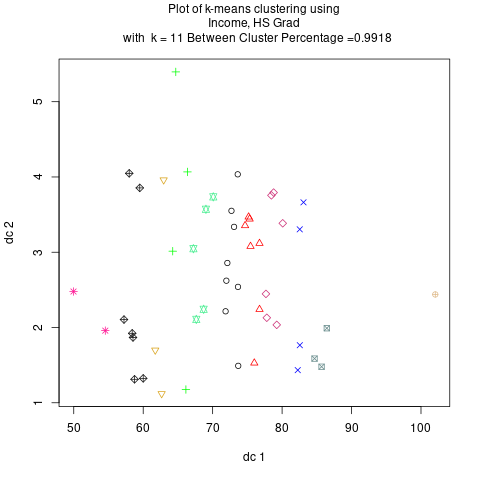 Plot of k-means clustering using
Income, HS Grad
with  k = 11 Between Cluster Percentage =0.9918
5
4
3
2
1
dc 2
50 60 70 80 90 100
dc 1